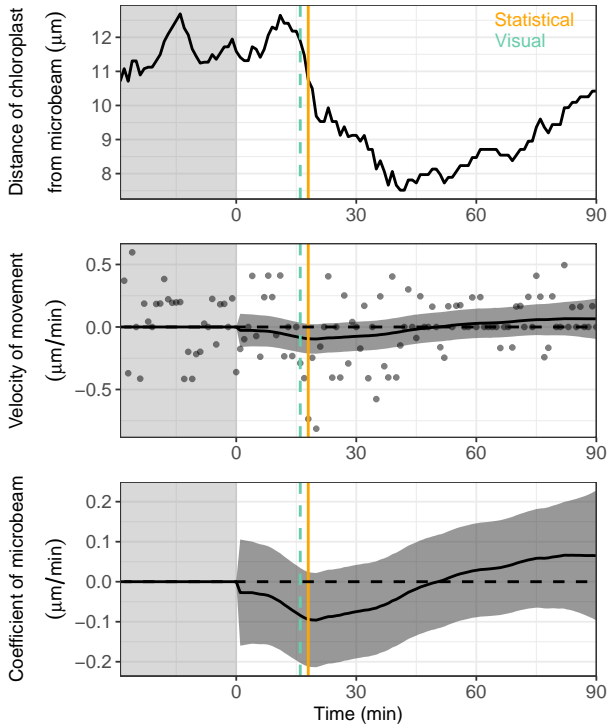 Statistical
Visual
Distance of chloroplast
from microbeam (μm)
12
11
10
9
8
0 30 60 90
Velocity of movement
(μm/min)
0.5
0.0
−0.5
0 30 60 90
Coefficient of microbeam
(μm/min)
0.2
0.1
0.0
−0.1
−0.2
0 30 60 90
Time (min)